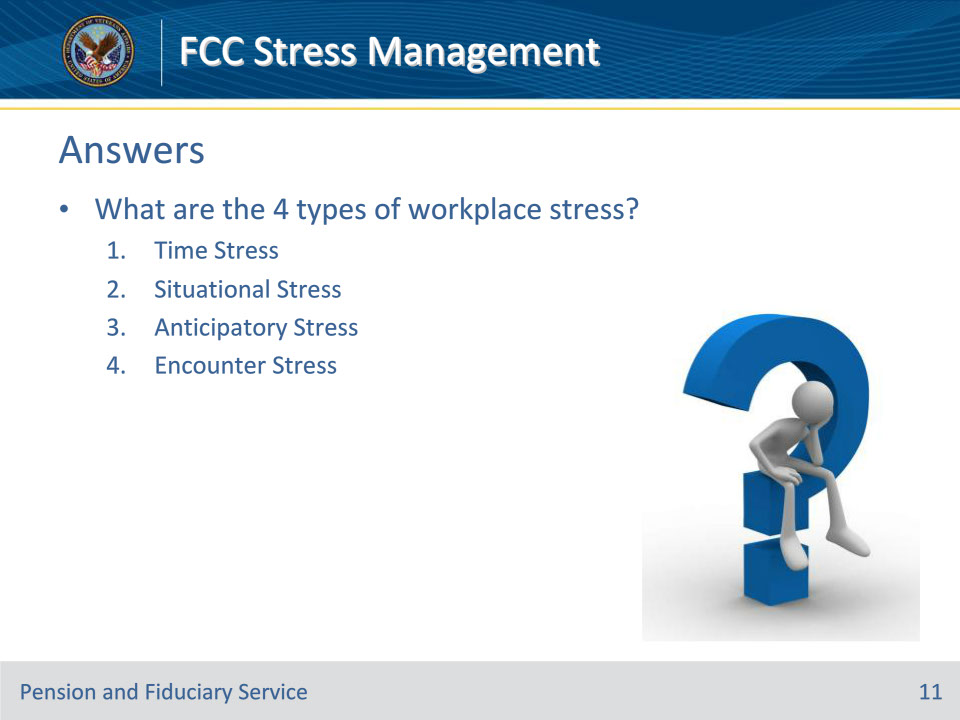 FCC Stress Management
Answers
• What are the 4 types of workplace stress?
1. Time Stress
2. Situational Stress
3. Anticipatory Stress
4. Encounter Stress
Pension and Fiduciary Service
11